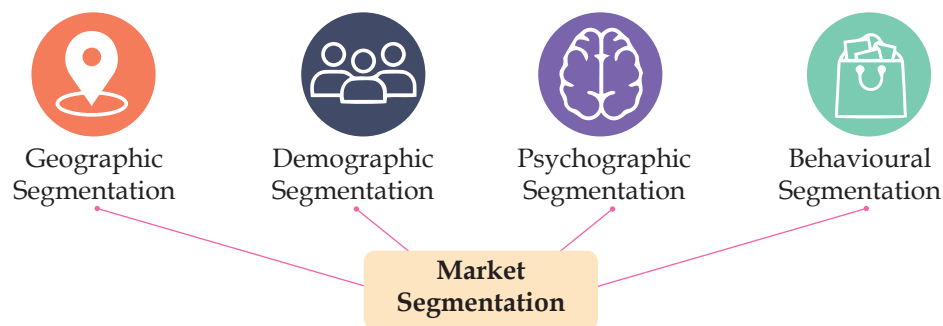 Geographic
Segmentation
Demographic
Segmentation
Psychographic
Segmentation
Behavioural
Segmentation
Market
Segmentation